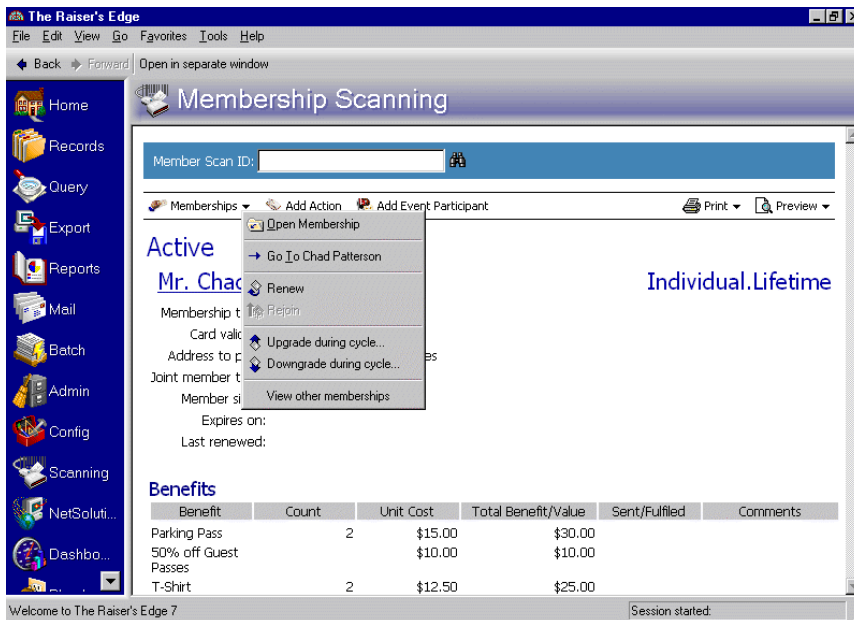 The Raiser's Edge
File Edit View Go Favorites Tools Help
Back Forward Open in separate window
Home
Records
Query
Export
Reports
Mail
Batch
Admin
Config
Scanning
NetSoluti...
Dashbo...
Membership Scanning
Member Scan ID:
Memberships Add Action Add Event Participant Print Preview
Open Membership
Go To Chad Patterson
Renew
Rejoin
Upgrade during cycle...
Downgrade during cycle...
View other memberships
Active
Mr. Chad Individual.Lifetime
Membership t
Card valid
Address to p es
Joint member t
Member si
Expires on:
Last renewed:
Benefits
Benefit Count Unit Cost Total Benefit/Value Sent/Fulfiled Comments
Parking Pass 2 $15.00 $30.00
50% off Guest $10.00 $10.00
Passes
T-Shirt 2 $12.50 $25.00
Welcome to The Raiser's Edge 7 Session started: